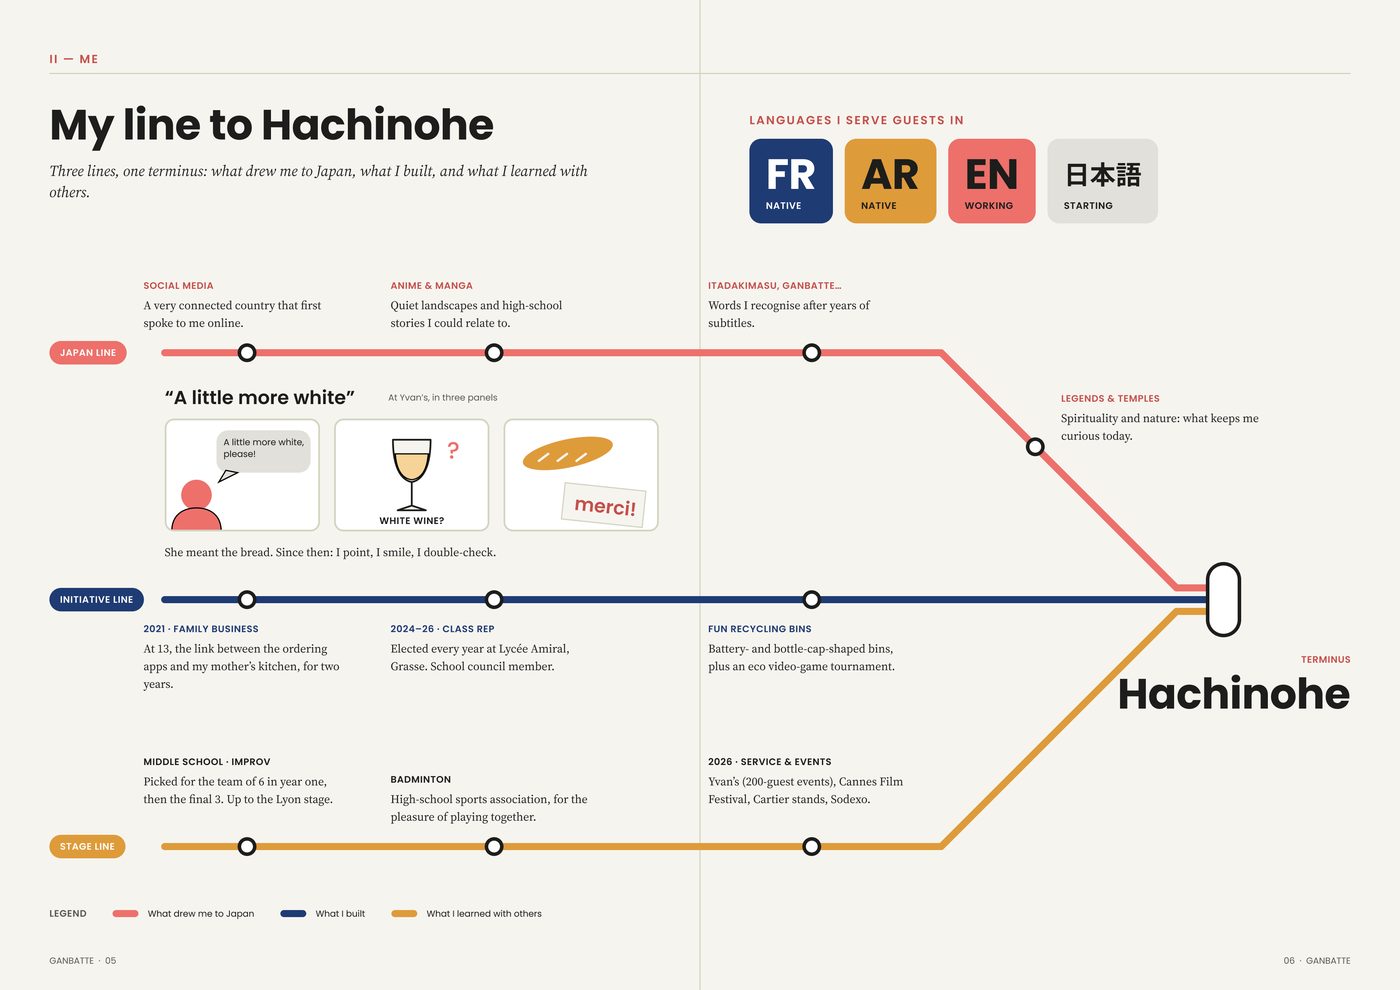 II — ME
My line to Hachinohe
Three lines, one terminus: what drew me to Japan, what I built, and what I learned with
others.
LANGUAGES I SERVE GUESTS IN
FR
NATIVE
AR
NATIVE
EN
WORKING
日本語
STARTING
SOCIAL MEDIA
A very connected country that first
spoke to me online.
ANIME & MANGA
Quiet landscapes and high-school
stories I could relate to.
ITADAKIMASU, GANBATTE…
Words I recognise after years of
subtitles.
JAPAN LINE
LEGENDS & TEMPLES
Spirituality and nature: what keeps me
curious today.
“A little more white”
At Yvan’s, in three panels
A little more white,
please!
?
WHITE WINE?
merci!
She meant the bread. Since then: I point, I smile, I double-check.
INITIATIVE LINE
2021 · FAMILY BUSINESS
At 13, the link between the ordering
apps and my mother’s kitchen, for two
years.
2024–26 · CLASS REP
Elected every year at Lycée Amiral,
Grasse. School council member.
FUN RECYCLING BINS
Battery- and bottle-cap-shaped bins,
plus an eco video-game tournament.
TERMINUS
Hachinohe
MIDDLE SCHOOL · IMPROV
Picked for the team of 6 in year one,
then the final 3. Up to the Lyon stage.
BADMINTON
High-school sports association, for the
pleasure of playing together.
2026 · SERVICE & EVENTS
Yvan’s (200-guest events), Cannes Film
Festival, Cartier stands, Sodexo.
STAGE LINE
LEGEND
What drew me to Japan
What I built
What I learned with others
GANBATTE · 05
06 · GANBATTE